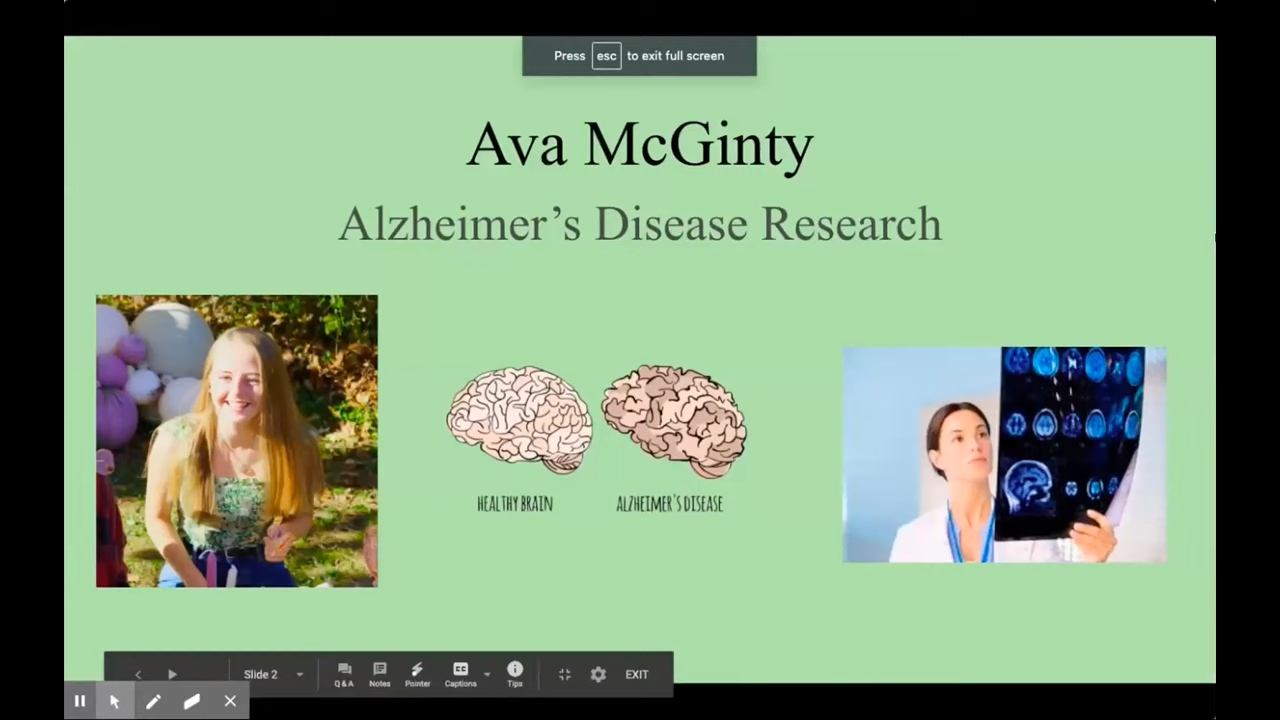 Press esc to exit full screen
Ava McGinty
Alzheimer’s Disease Research
HEALTHY BRAIN
ALZHEIMER'S DISEASE
Slide 2
Q&A
Notes
Pointer
CC
Captions
Tips
EXIT